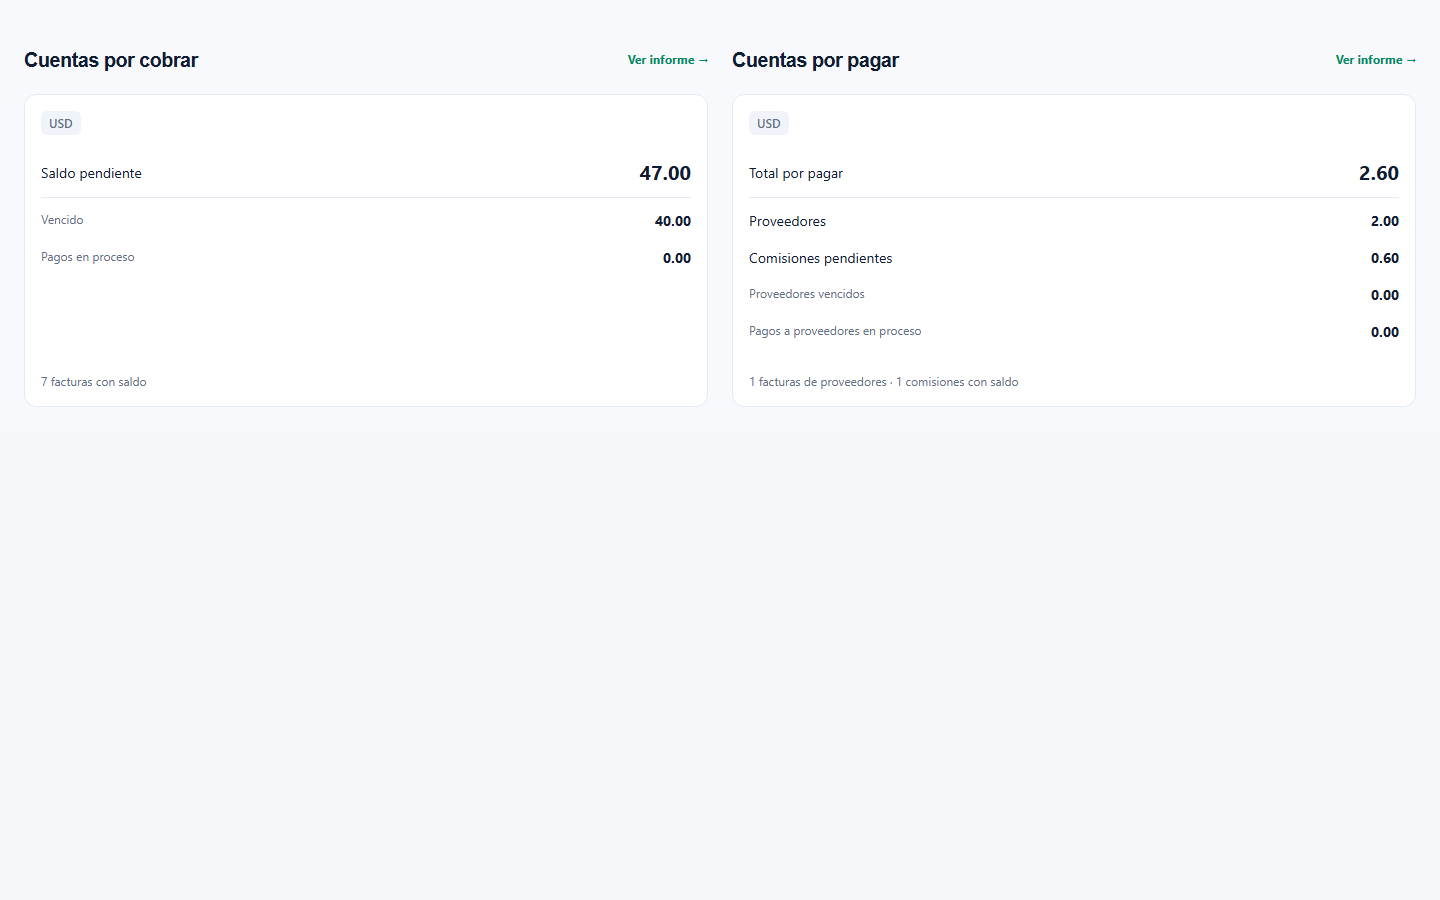 Cuentas por cobrar
Ver informe →
USD
Saldo pendiente 47.00
Vencido 40.00
Pagos en proceso 0.00
7 facturas con saldo
Cuentas por pagar
Ver informe →
USD
Total por pagar 2.60
Proveedores 2.00
Comisiones pendientes 0.60
Proveedores vencidos 0.00
Pagos a proveedores en proceso 0.00
1 facturas de proveedores · 1 comisiones con saldo